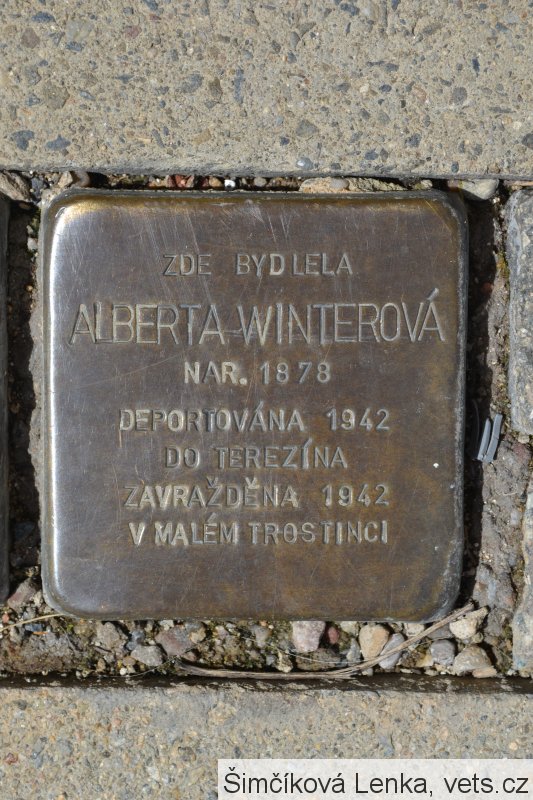 ZDE BYDLELA
ALBERTA WINTEROVÁ
NAR. 1878
DEPORTOVÁNA 1942
DO TEREZÍNA
ZAVRAŽDĚNA 1942
V MALÉM TROSTINCI
Šimčíková Lenka, vets.cz